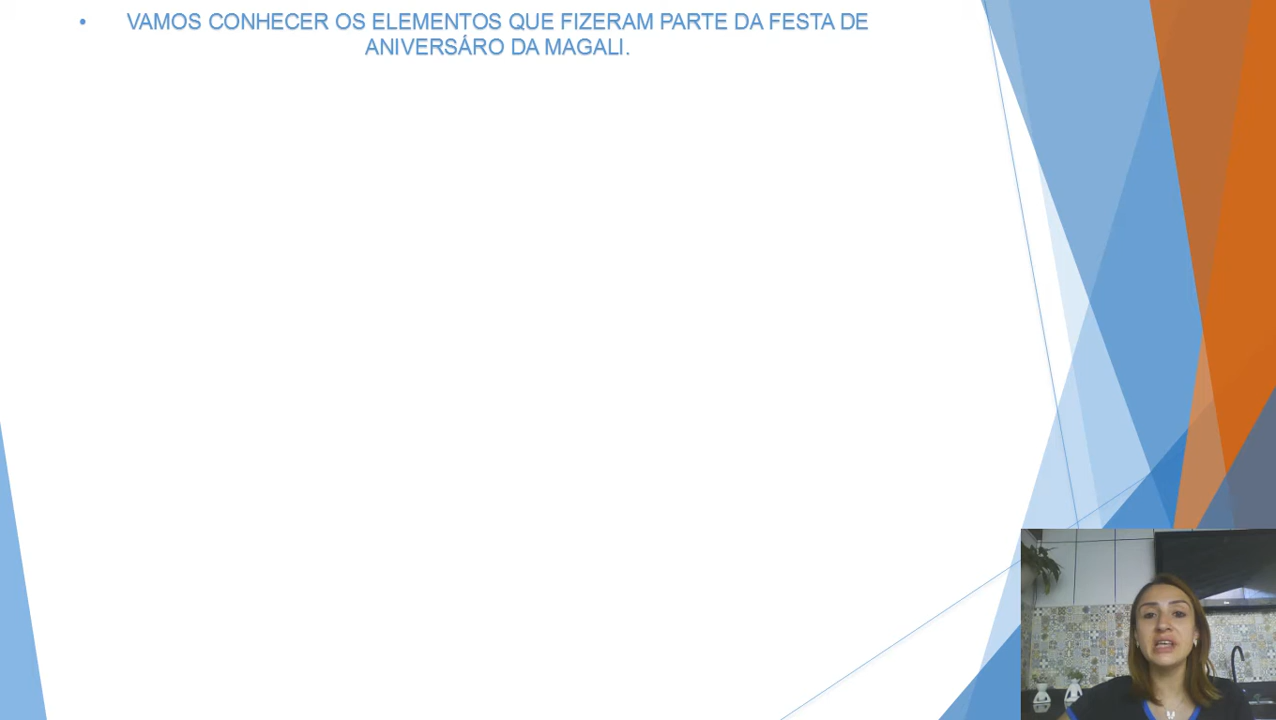 • VAMOS CONHECER OS ELEMENTOS QUE FIZERAM PARTE DA FESTA DE
ANIVERSÁRO DA MAGALI.